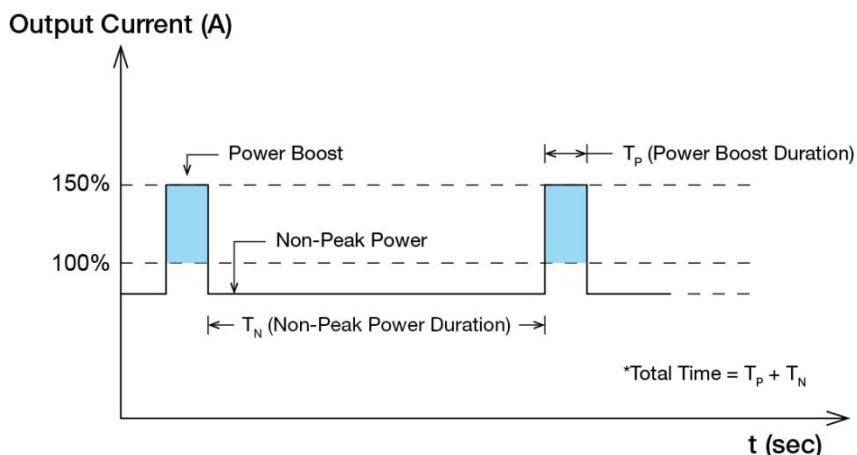 Output Current (A)
Power Boost
T_P (Power Boost Duration)
150%
Non-Peak Power
100%
T_N (Non-Peak Power Duration)
*Total Time = T_P + T_N
t (sec)